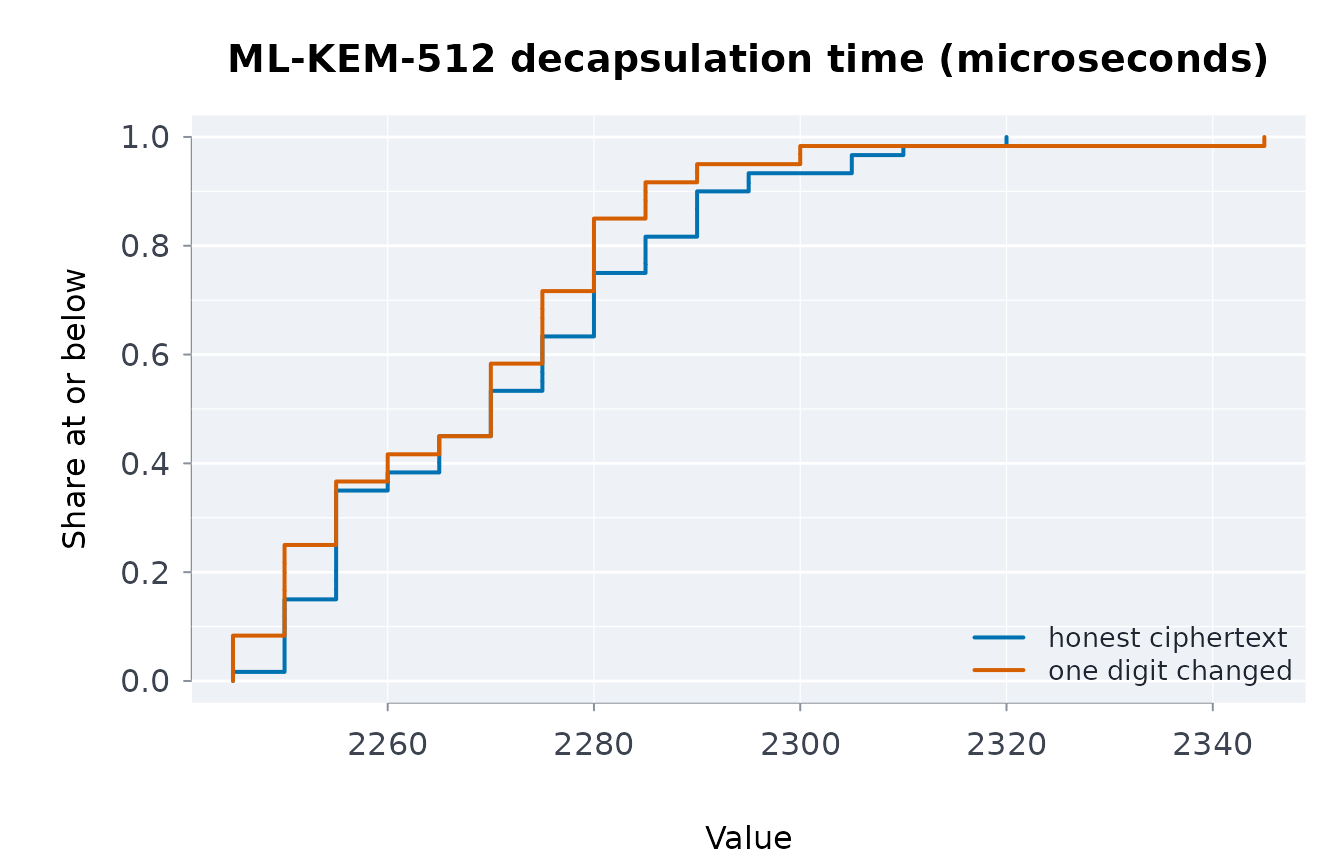 ML-KEM-512 decapsulation time (microseconds)
1.0
0.8
0.6
0.4
0.2
0.0
Share at or below
honest ciphertext
one digit changed
2260 2280 2300 2320 2340
Value